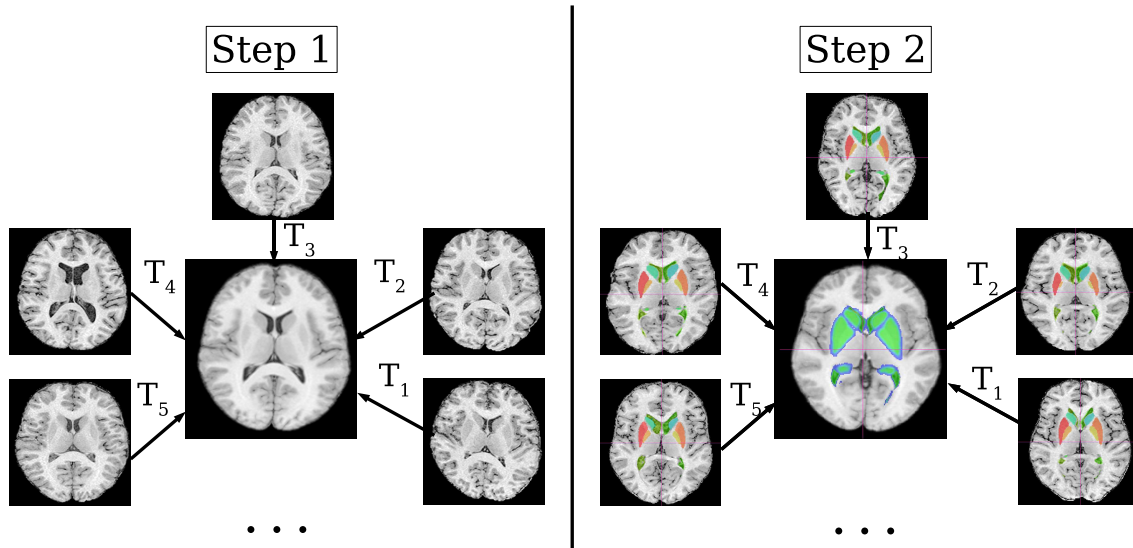 Step 1
Step 2
T3
T4
T2
T5
T1
. . .
T3
T4
T2
T5
T1
. . .